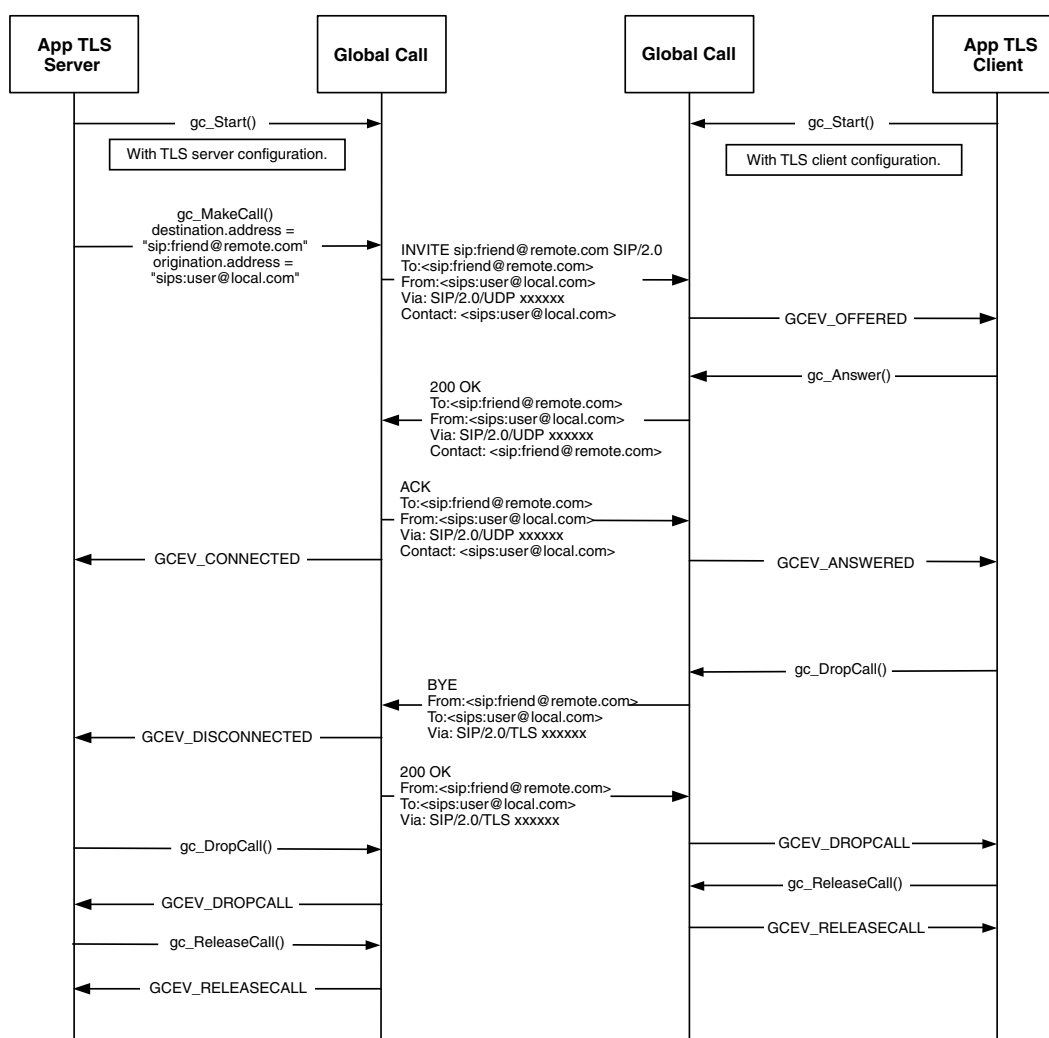 App TLS
Server
Global Call
Global Call
App TLS
Client
gc_Start()
gc_Start()
With TLS server configuration.
With TLS client configuration.
gc_MakeCall()
destination.address =
"sip:friend@remote.com"
origination.address =
"sips:user@local.com"
INVITE sip:friend@remote.com SIP/2.0
To:<sip:friend@remote.com>
From:<sips:user@local.com>
Via: SIP/2.0/UDP xxxxxx
Contact: <sips:user@local.com>
GCEV_OFFERED
gc_Answer()
200 OK
To:<sip:friend@remote.com>
From:<sips:user@local.com>
Via: SIP/2.0/UDP xxxxxx
Contact: <sip:friend@remote.com>
ACK
To:<sip:friend@remote.com>
From:<sips:user@local.com>
Via: SIP/2.0/UDP xxxxxx
Contact: <sips:user@local.com>
GCEV_CONNECTED
GCEV_ANSWERED
gc_DropCall()
BYE
From:<sip:friend@remote.com>
To:<sips:user@local.com>
Via: SIP/2.0/TLS xxxxxx
GCEV_DISCONNECTED
200 OK
From:<sip:friend@remote.com>
To:<sips:user@local.com>
Via: SIP/2.0/TLS xxxxxx
gc_DropCall()
GCEV_DROPCALL
gc_ReleaseCall()
GCEV_DROPCALL
GCEV_RELEASECALL
gc_ReleaseCall()
GCEV_RELEASECALL